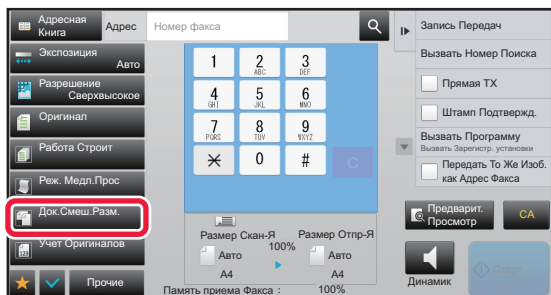 Адресная Книга
Адрес
Номер факса
Экспозиция
Авто
Разрешение
Сверхвысокое
Оригинал
Работа Строит
Реж. Медл.Прос
Док.Смеш.Разм.
Учет Оригиналов
Прочие
1
2 ABC
3 DEF
4 GHI
5 JKL
6 MNO
7 PQRS
8 TUV
9 WXYZ
0
#
C
Размер Скан-Я
Размер Отпр-Я
100%
Авто
Авто
A4
A4
Память приема Факса : 100%
Запись Передач
Вызвать Номер Поиска
Прямая TX
Штамп Подтвержд.
Вызвать Программу
Вызвать Зарегистр. установки
Передать То Же Изоб.
как Адрес Факса
Предварит.
Просмотр
CA
Динамик
Старт